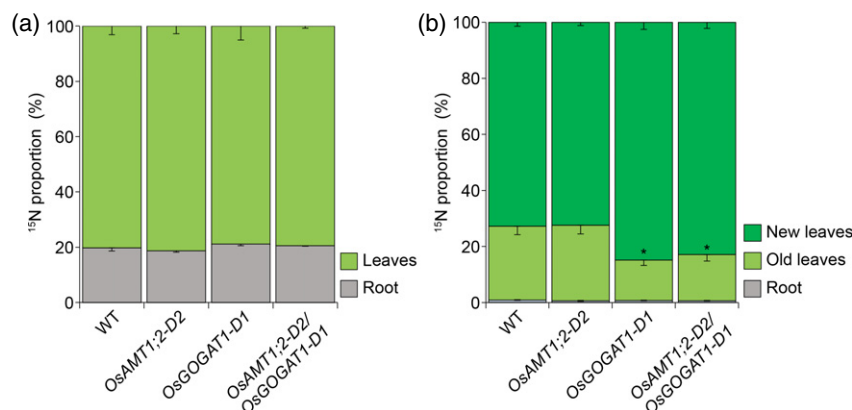 (a)
100
80
60
40
20
0
¹⁵N proportion (%)
WT
OsAMT1;2-D2
OsGOGAT1-D1
OsAMT1;2-D2/
OsGOGAT1-D1
Leaves
Root
(b)
100
80
60
40
20
0
¹⁵N proportion (%)
*
*
WT
OsAMT1;2-D2
OsGOGAT1-D1
OsAMT1;2-D2/
OsGOGAT1-D1
New leaves
Old leaves
Root